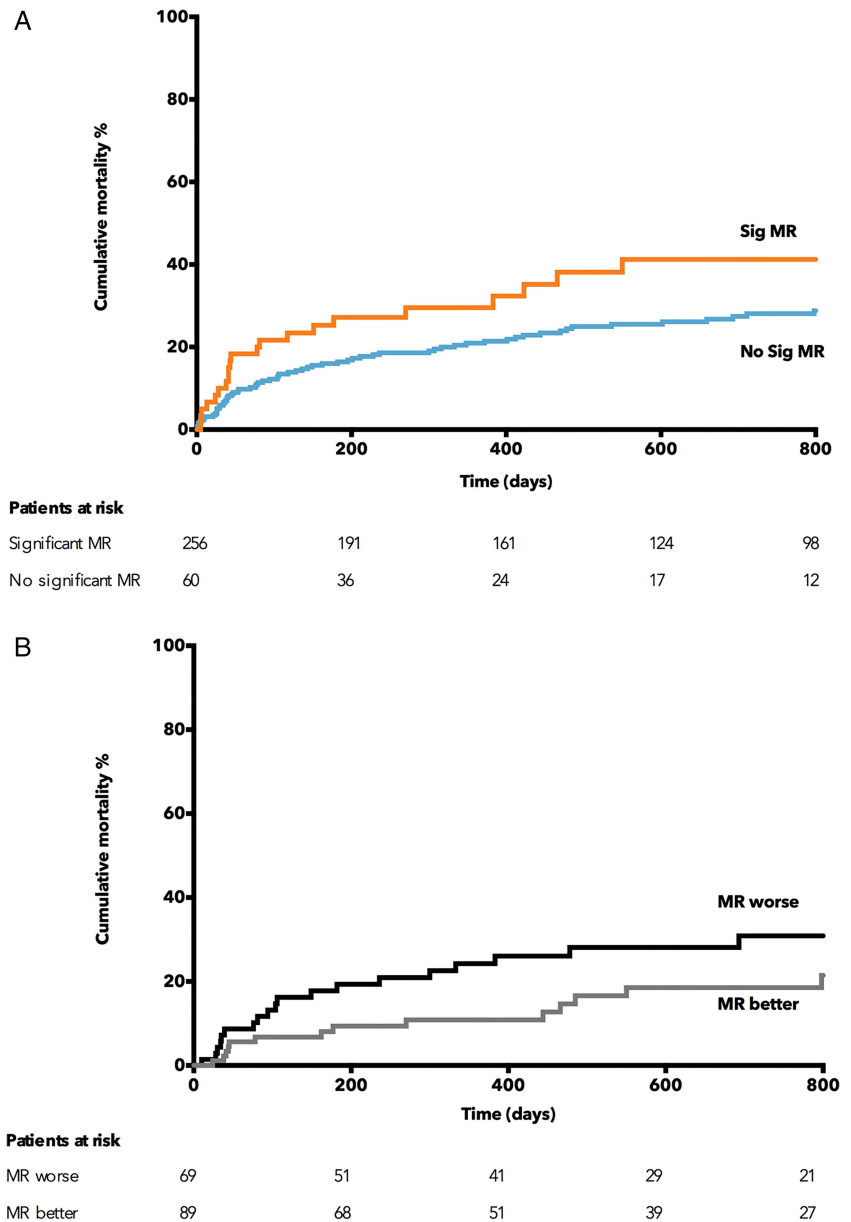 A
100
80
60
40
20
0
Cumulative mortality %
Sig MR
No Sig MR
0 200 400 600 800
Time (days)
Patients at risk
Significant MR 256 191 161 124 98
No significant MR 60 36 24 17 12
B
100
80
60
40
20
0
Cumulative mortality %
MR worse
MR better
0 200 400 600 800
Time (days)
Patients at risk
MR worse 69 51 41 29 21
MR better 89 68 51 39 27